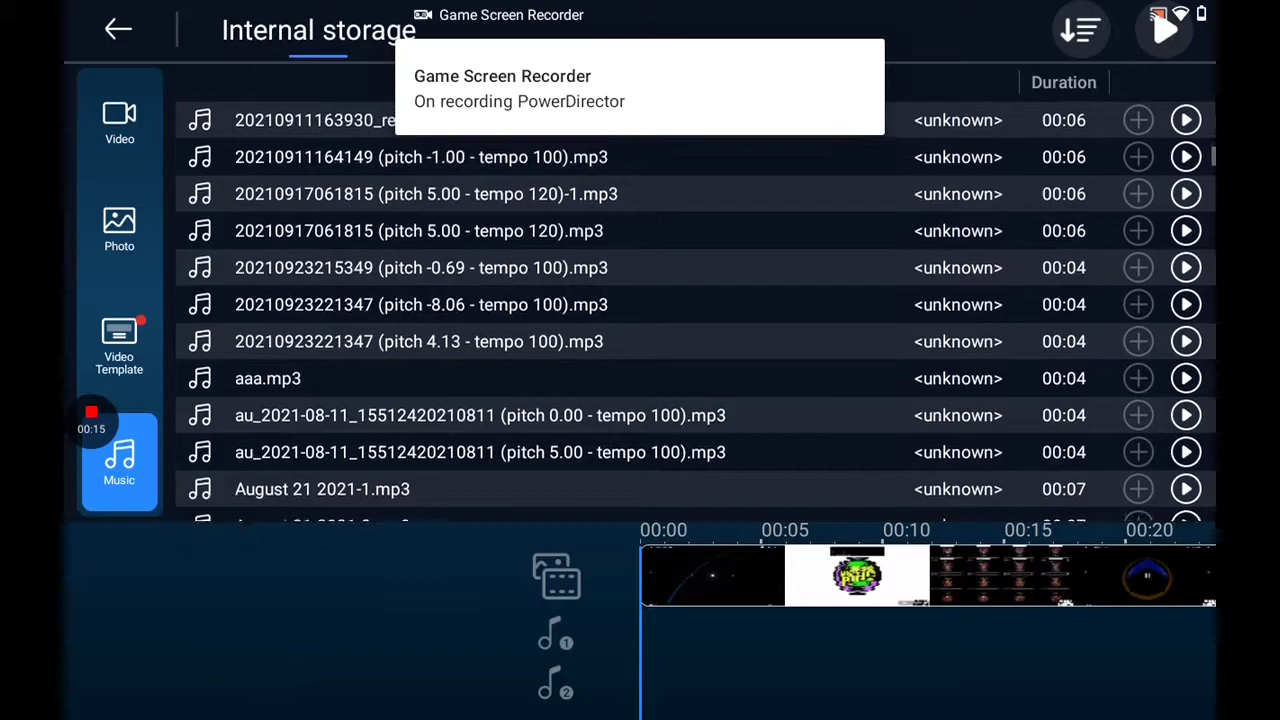 Game Screen Recorder
Internal storage
Game Screen Recorder
On recording PowerDirector
Duration
Video
Photo
Video
Template
00:15
Music
20210911163930_re <unknown> 00:06
20210911164149 (pitch -1.00 - tempo 100).mp3 <unknown> 00:06
20210917061815 (pitch 5.00 - tempo 120)-1.mp3 <unknown> 00:06
20210917061815 (pitch 5.00 - tempo 120).mp3 <unknown> 00:06
20210923215349 (pitch -0.69 - tempo 100).mp3 <unknown> 00:04
20210923221347 (pitch -8.06 - tempo 100).mp3 <unknown> 00:04
20210923221347 (pitch 4.13 - tempo 100).mp3 <unknown> 00:04
aaa.mp3 <unknown> 00:04
au_2021-08-11_15512420210811 (pitch 0.00 - tempo 100).mp3 <unknown> 00:04
au_2021-08-11_15512420210811 (pitch 5.00 - tempo 100).mp3 <unknown> 00:04
August 21 2021-1.mp3 <unknown> 00:07
00:00 00:05 00:10 00:15 00:20
1
2